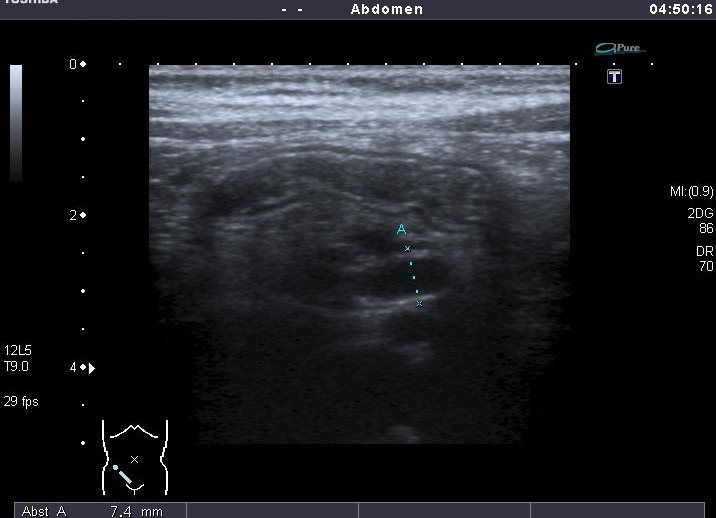 TOSHIBA
- - Abdomen 04:50:16
aPure
T
0
2
4
A
MI:(0.9)
2DG
86
DR
70
12L5
T9.0
29 fps
Abst A 7.4 mm